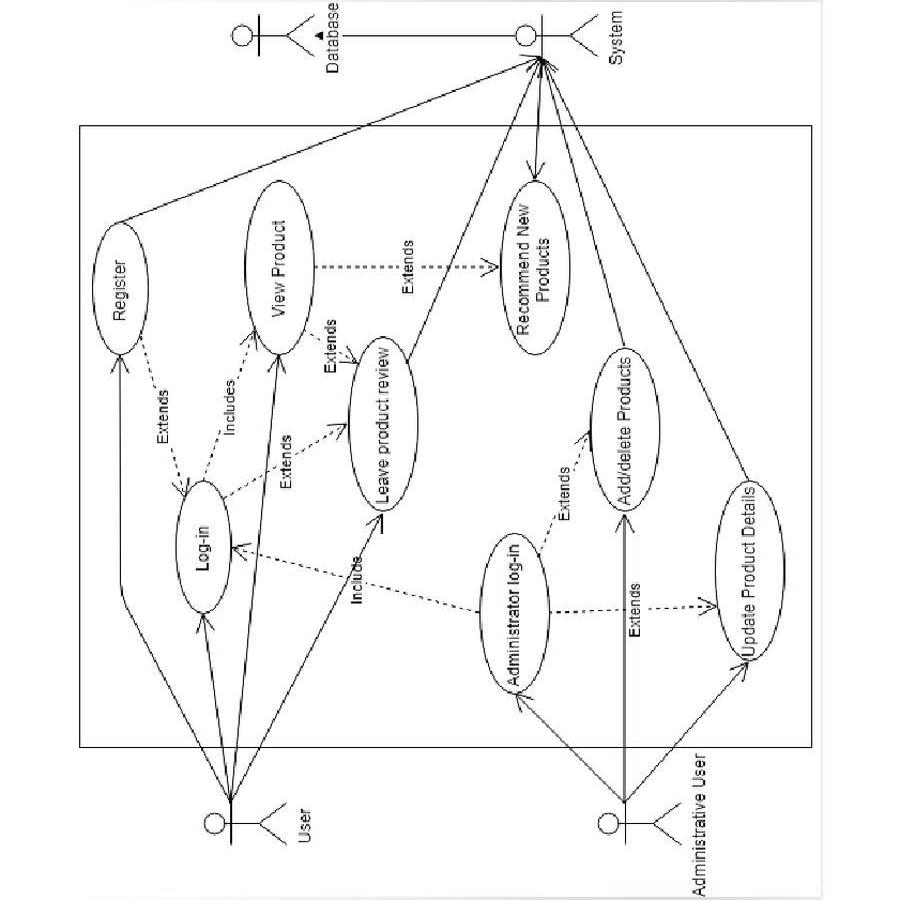 Register
Extends
Log-in
Includes
View Product
Extends
Extends
Leave product review
Extends
Recommend New
Products
Include
Administrator log-in
Extends
Add/delete Products
Extends
Update Product Details
User
Administrative User
Database
System